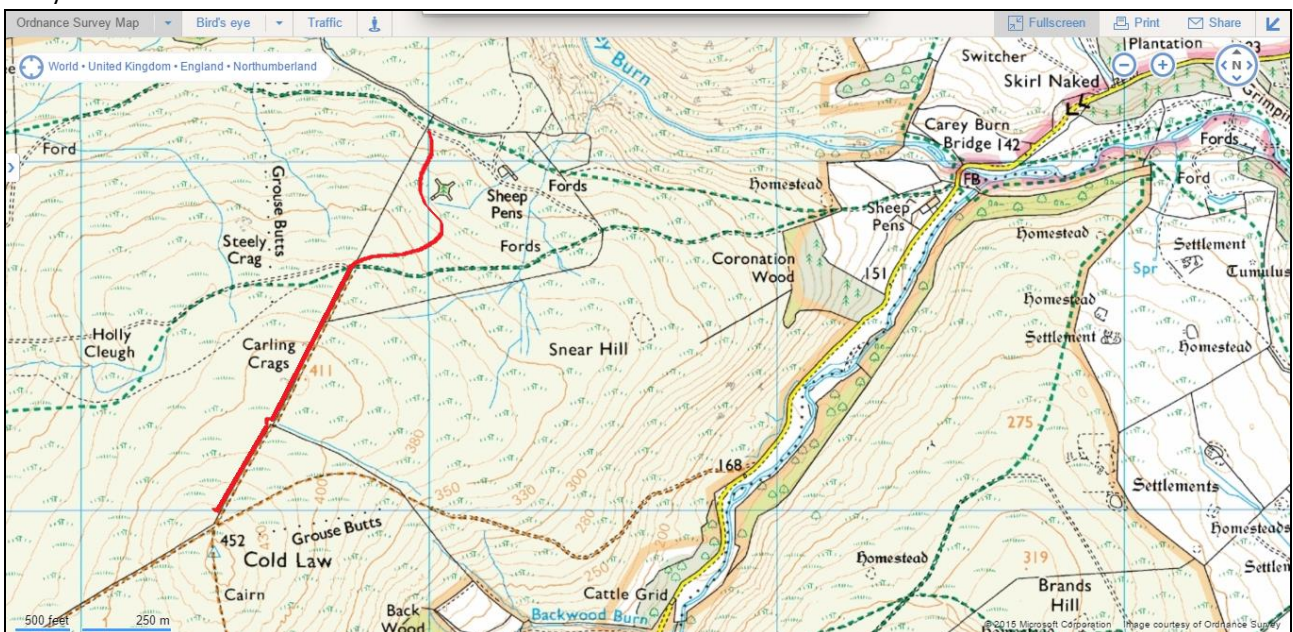 Ordnance Survey Map
Bird's eye
Traffic
Fullscreen
Print
Share
World • United Kingdom • England • Northumberland
N
Burn
Switcher
Plantation
Skirl Naked
Carey Burn
Bridge 142
Fords
Ford
FB
Ford
Grouse Butts
Sheep
Pens
Fords
Fords
Homestead
Sheep
Pens
Steely
Crag
Coronation
Wood
151
Homestead
Settlement
Spr
Tumulus
Homestead
Settlement
Homestead
Holly
Cleugh
Carling
Crags
411
Snear Hill
275
380
168
350
330
300
280
400
Settlements
Homesteads
452
Grouse Butts
Cold Law
Cairn
250
200
Homestead
319
Brands
Hill
Cattle Grid
Backwood Burn
Back
Wood
500 feet
250 m
© 2015 Microsoft Corporation Image courtesy of Ordnance Survey